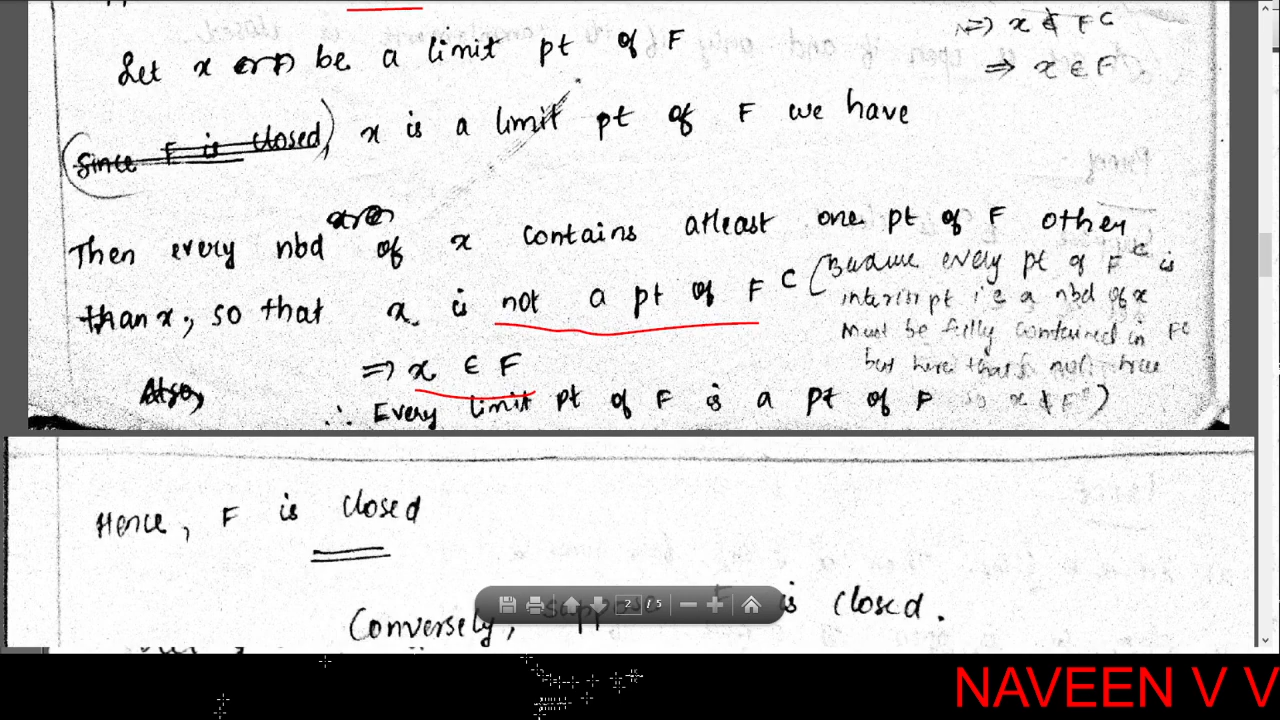 ⇒ x ∉ F^C
Let x be a limit pt of F
⇒ x ∈ F
(Since F is closed) x is a limit pt of F we have
Then every nbd of x contains atleast one pt of F other
than x, so that x is not a pt of F^C (Because every pt of F^C is
interior pt i.e a nbd of x
must be fully contained in F^C
but here that's not true
⇒ x ∈ F
so x ∉ F^C)
Also,
∴ Every limit pt of F is a pt of F
Hence, F is closed
2 / 5
Conversely, suppose F is closed.
NAVEEN V V